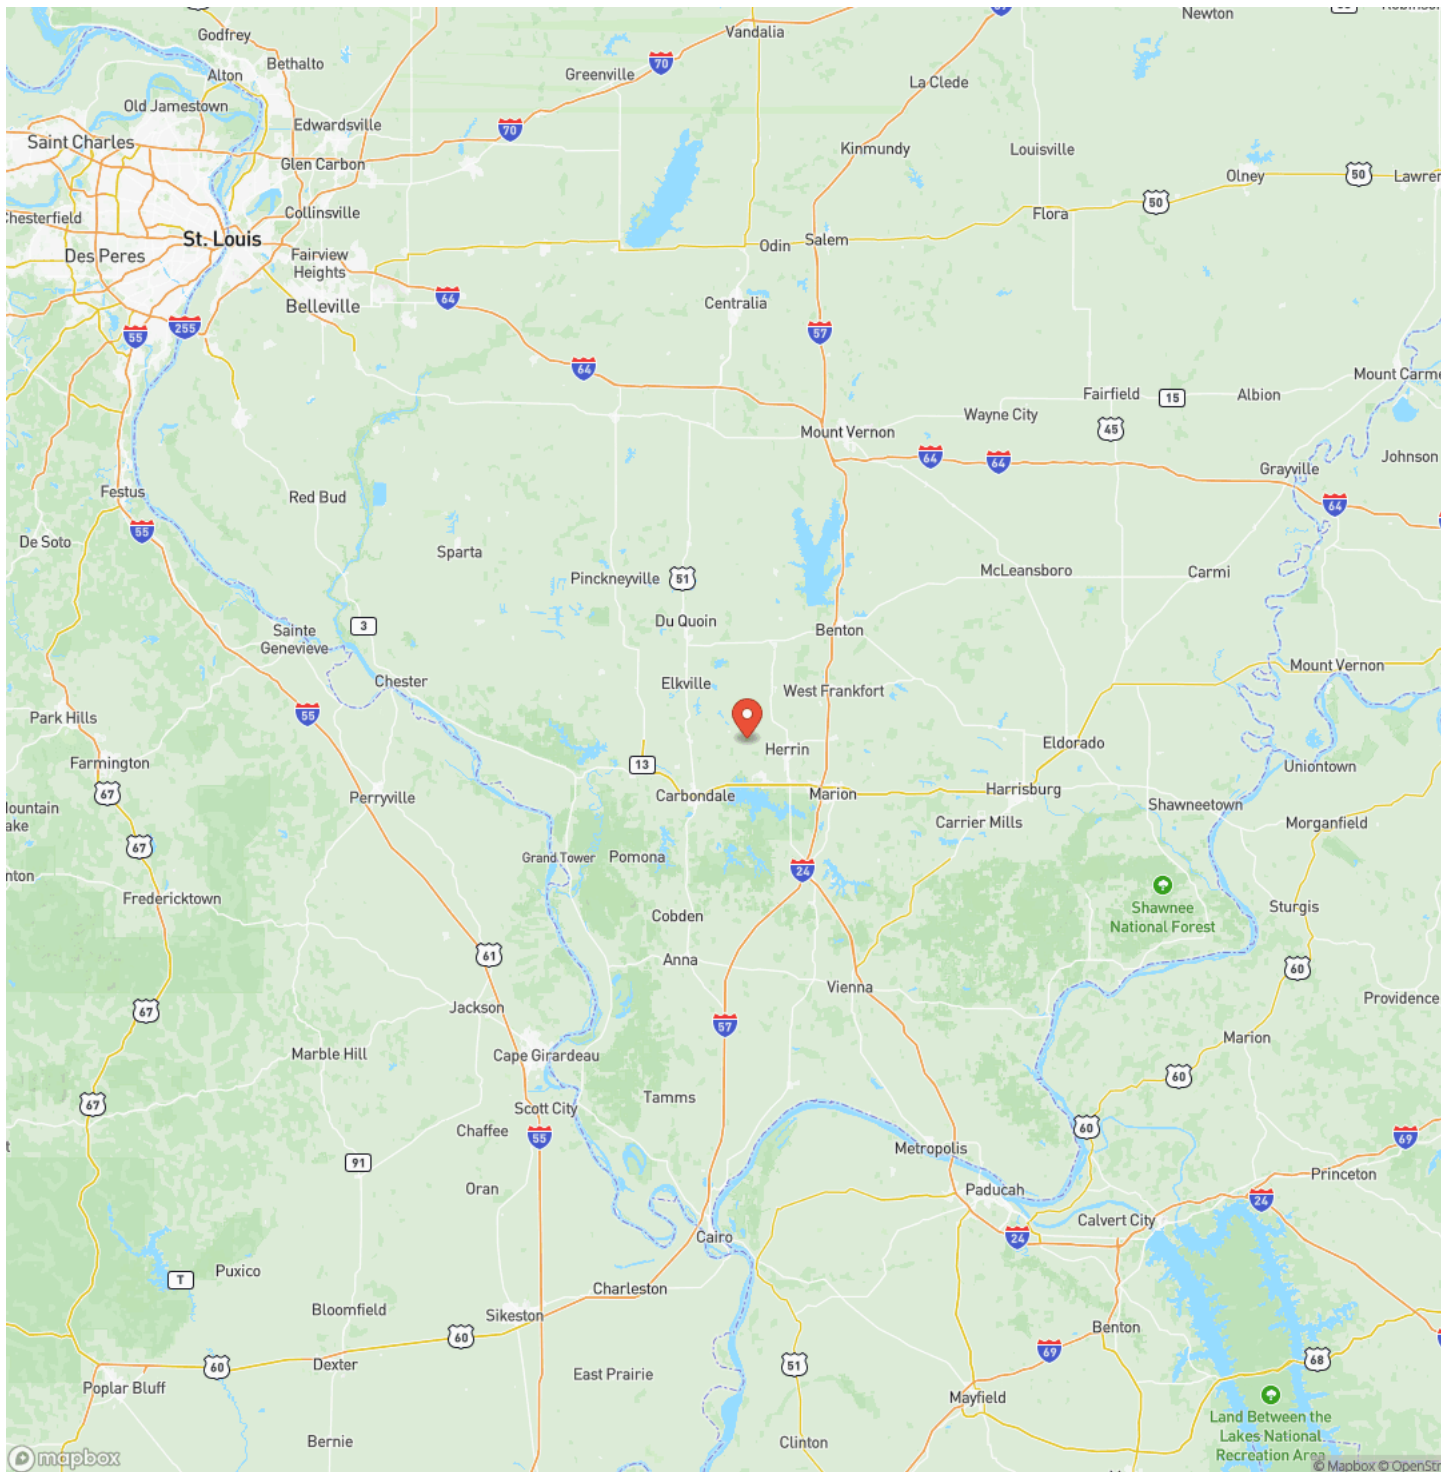 Newton
Godfrey
Vandalia
Bethalto
70
Greenville
Alton
La Clede
Old Jamestown
Edwardsville
70
Saint Charles
Kinmundy
Louisville
Glen Carbon
Olney
50
Lawren
50
Chesterfield
Collinsville
Flora
St. Louis
Odin
Salem
Des Peres
Fairview
Heights
64
Belleville
Centralia
55
255
57
64
Mount Carme
Fairfield
15
Albion
Wayne City
45
Mount Vernon
64
64
Johnson
Grayville
Festus
Red Bud
64
55
De Soto
Sparta
McLeansboro
Carmi
Pinckneyville
51
Du Quoin
3
Sainte
Genevieve
Benton
Mount Vernon
Chester
Elkville
West Frankfort
55
Park Hills
Herrin
Eldorado
13
Farmington
Uniontown
67
Perryville
Carbondale
Marion
Harrisburg
Shawneetown
Mountain
Lake
Carrier Mills
Morganfield
67
Grand Tower
Pomona
24
nton
Fredericktown
Shawnee
National Forest
Sturgis
Cobden
61
Anna
60
Vienna
Providence
Jackson
67
57
Marion
Marble Hill
Cape Girardeau
60
Tamms
67
Scott City
Chaffee
60
55
69
Metropolis
91
Princeton
Oran
Paducah
24
Calvert City
Cairo
24
Puxico
T
Charleston
Bloomfield
Sikeston
Benton
60
69
60
Dexter
51
68
East Prairie
Poplar Bluff
Mayfield
Land Between the
Lakes National
Recreation Area
Bernie
Clinton
mapbox
© Mapbox © OpenStr